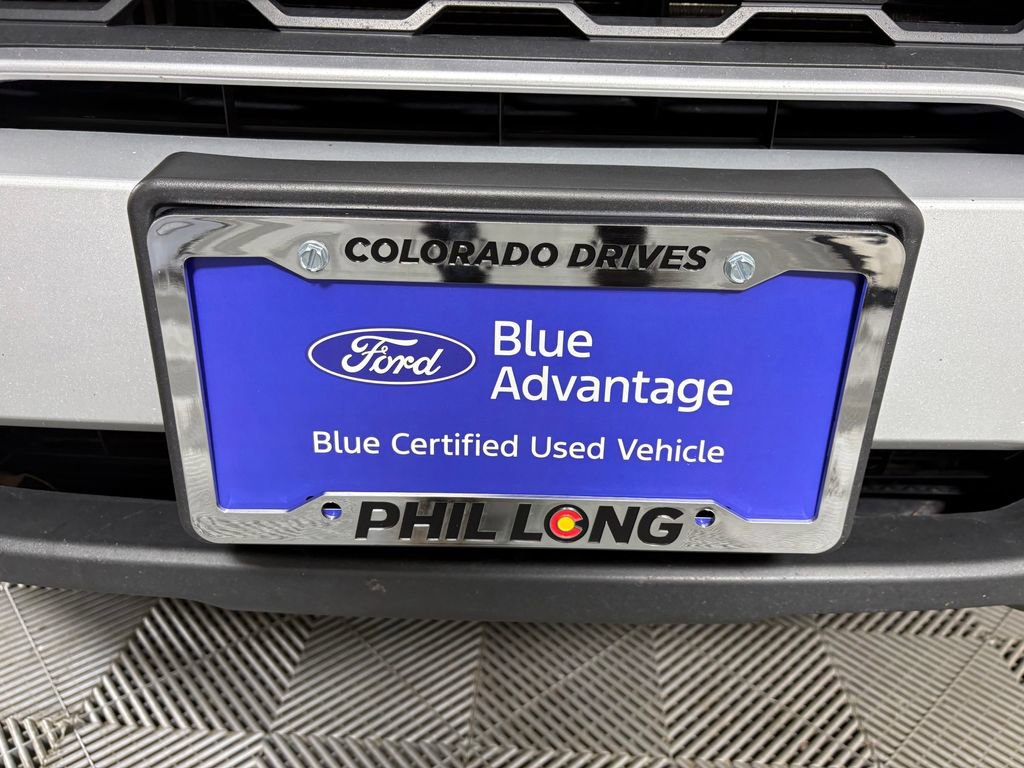 COLORADO DRIVES
Ford
Blue
Advantage
Blue Certified Used Vehicle
PHIL LONG